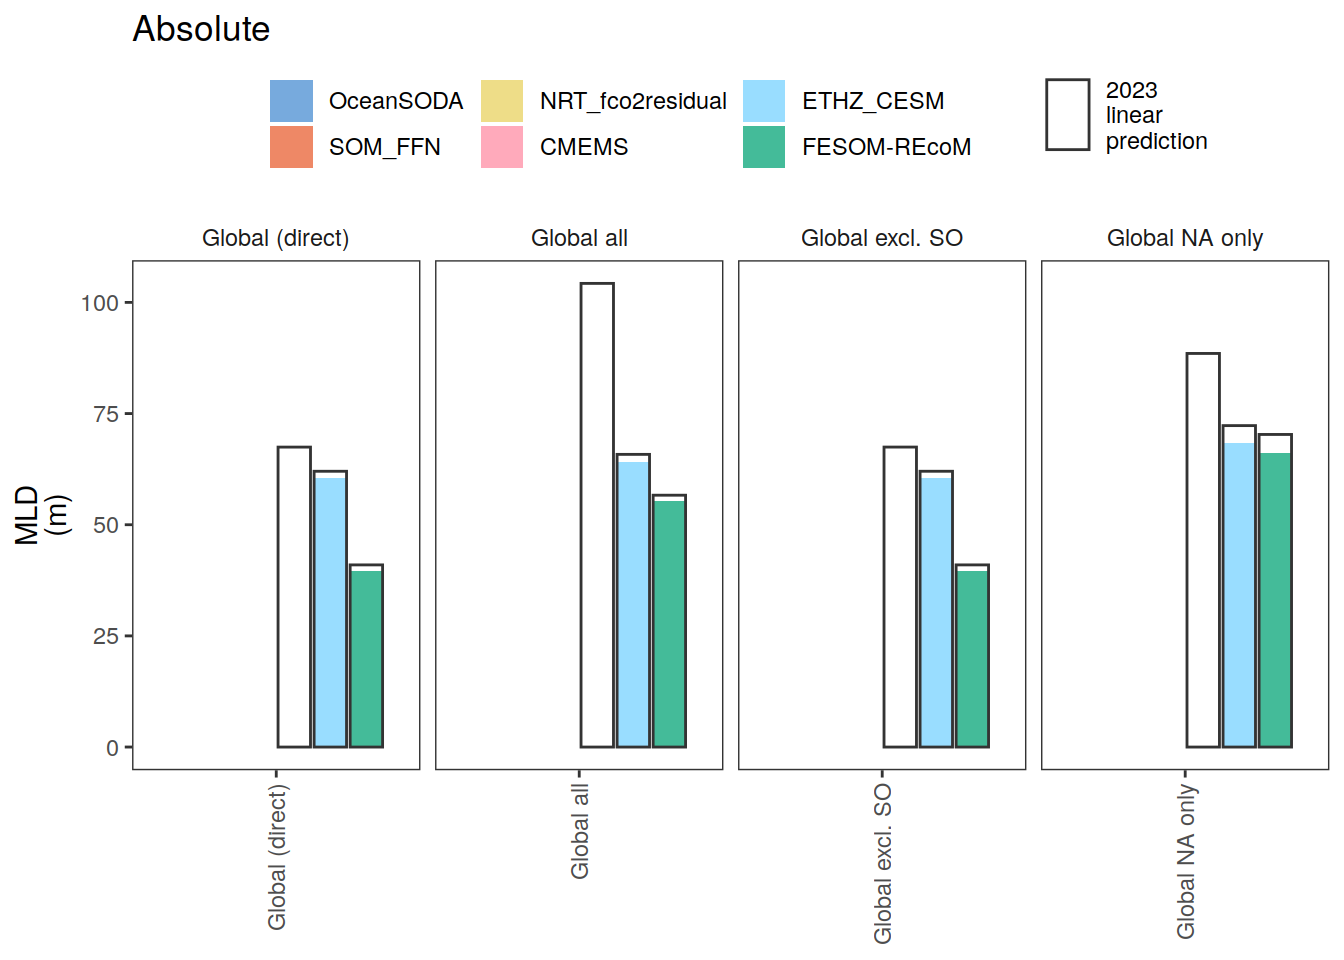 Absolute
OceanSODA
NRT_fco2residual
ETHZ_CESM
SOM_FFN
CMEMS
FESOM-REcoM
2023
linear
prediction
Global (direct)
Global all
Global excl. SO
Global NA only
MLD
(m)
100
75
50
25
0
Global (direct)
Global all
Global excl. SO
Global NA only